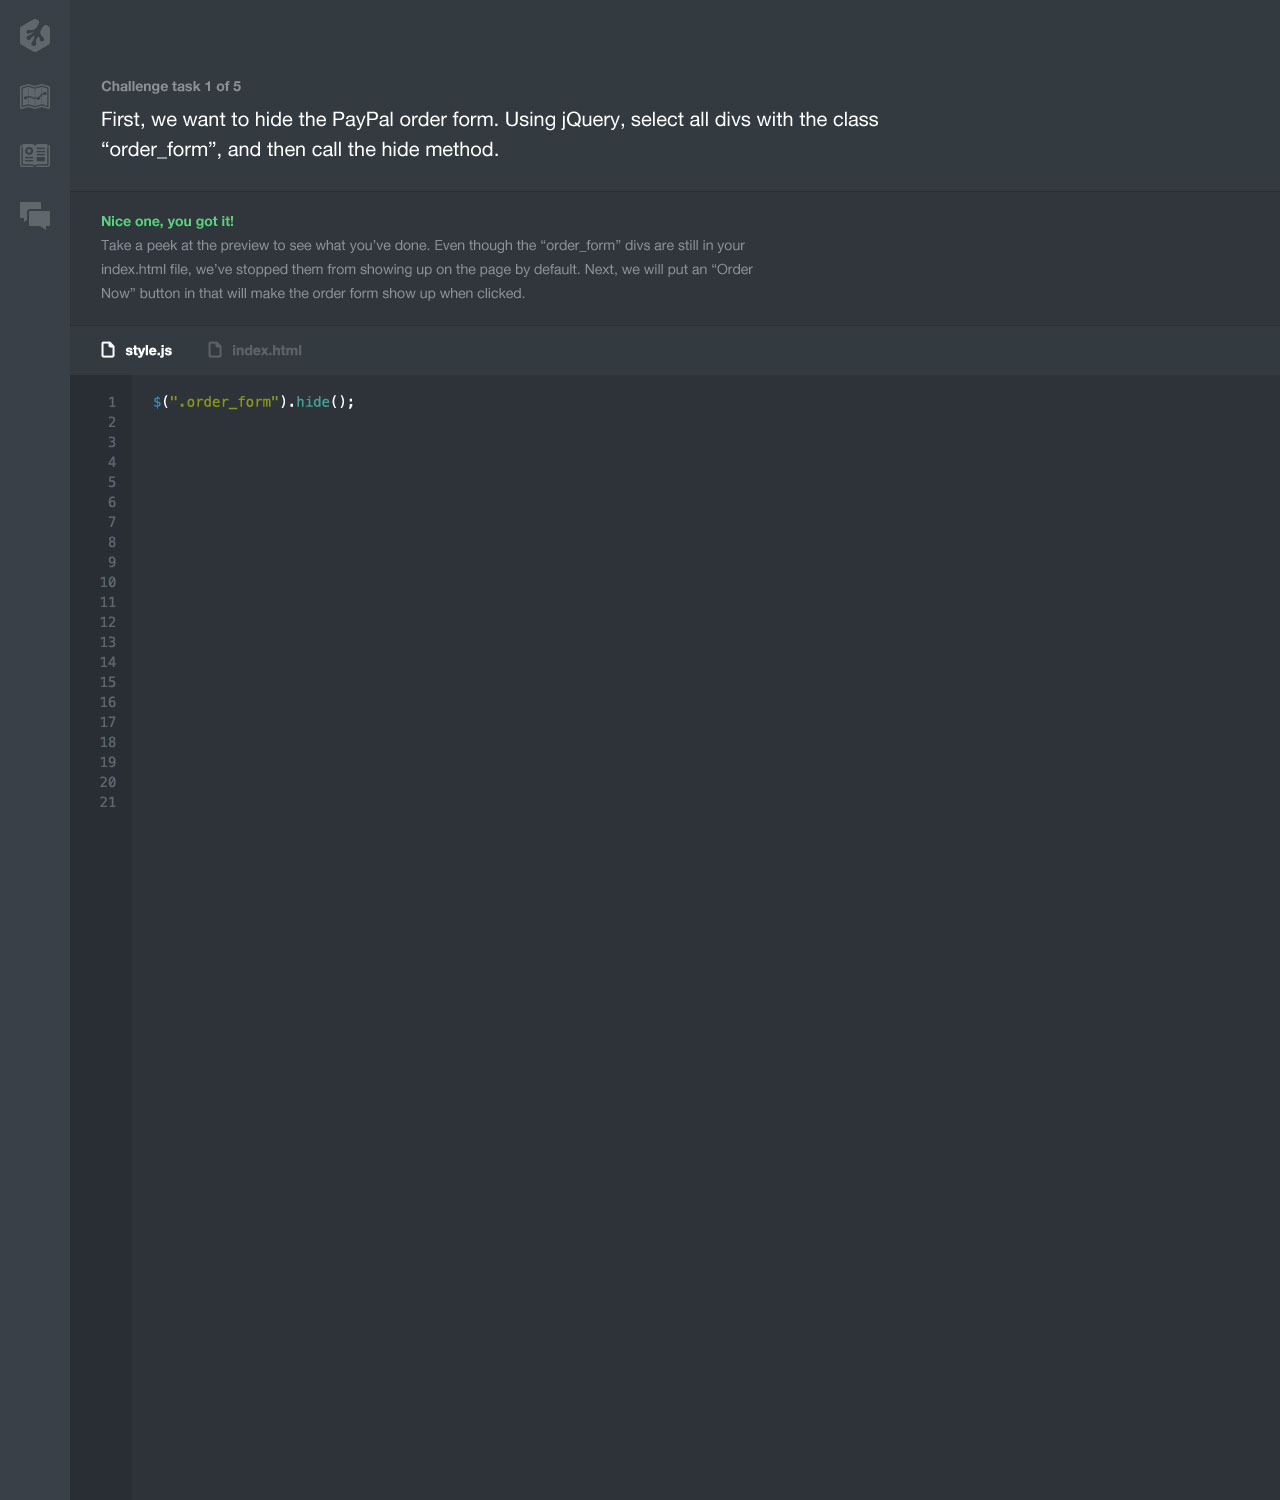 Challenge task 1 of 5
First, we want to hide the PayPal order form. Using jQuery, select all divs with the class
“order_form”, and then call the hide method.
Nice one, you got it!
Take a peek at the preview to see what you’ve done. Even though the “order_form” divs are still in your
index.html file, we’ve stopped them from showing up on the page by default. Next, we will put an “Order
Now” button in that will make the order form show up when clicked.
style.js index.html
1 $(".order_form").hide();
2
3
4
5
6
7
8
9
10
11
12
13
14
15
16
17
18
19
20
21